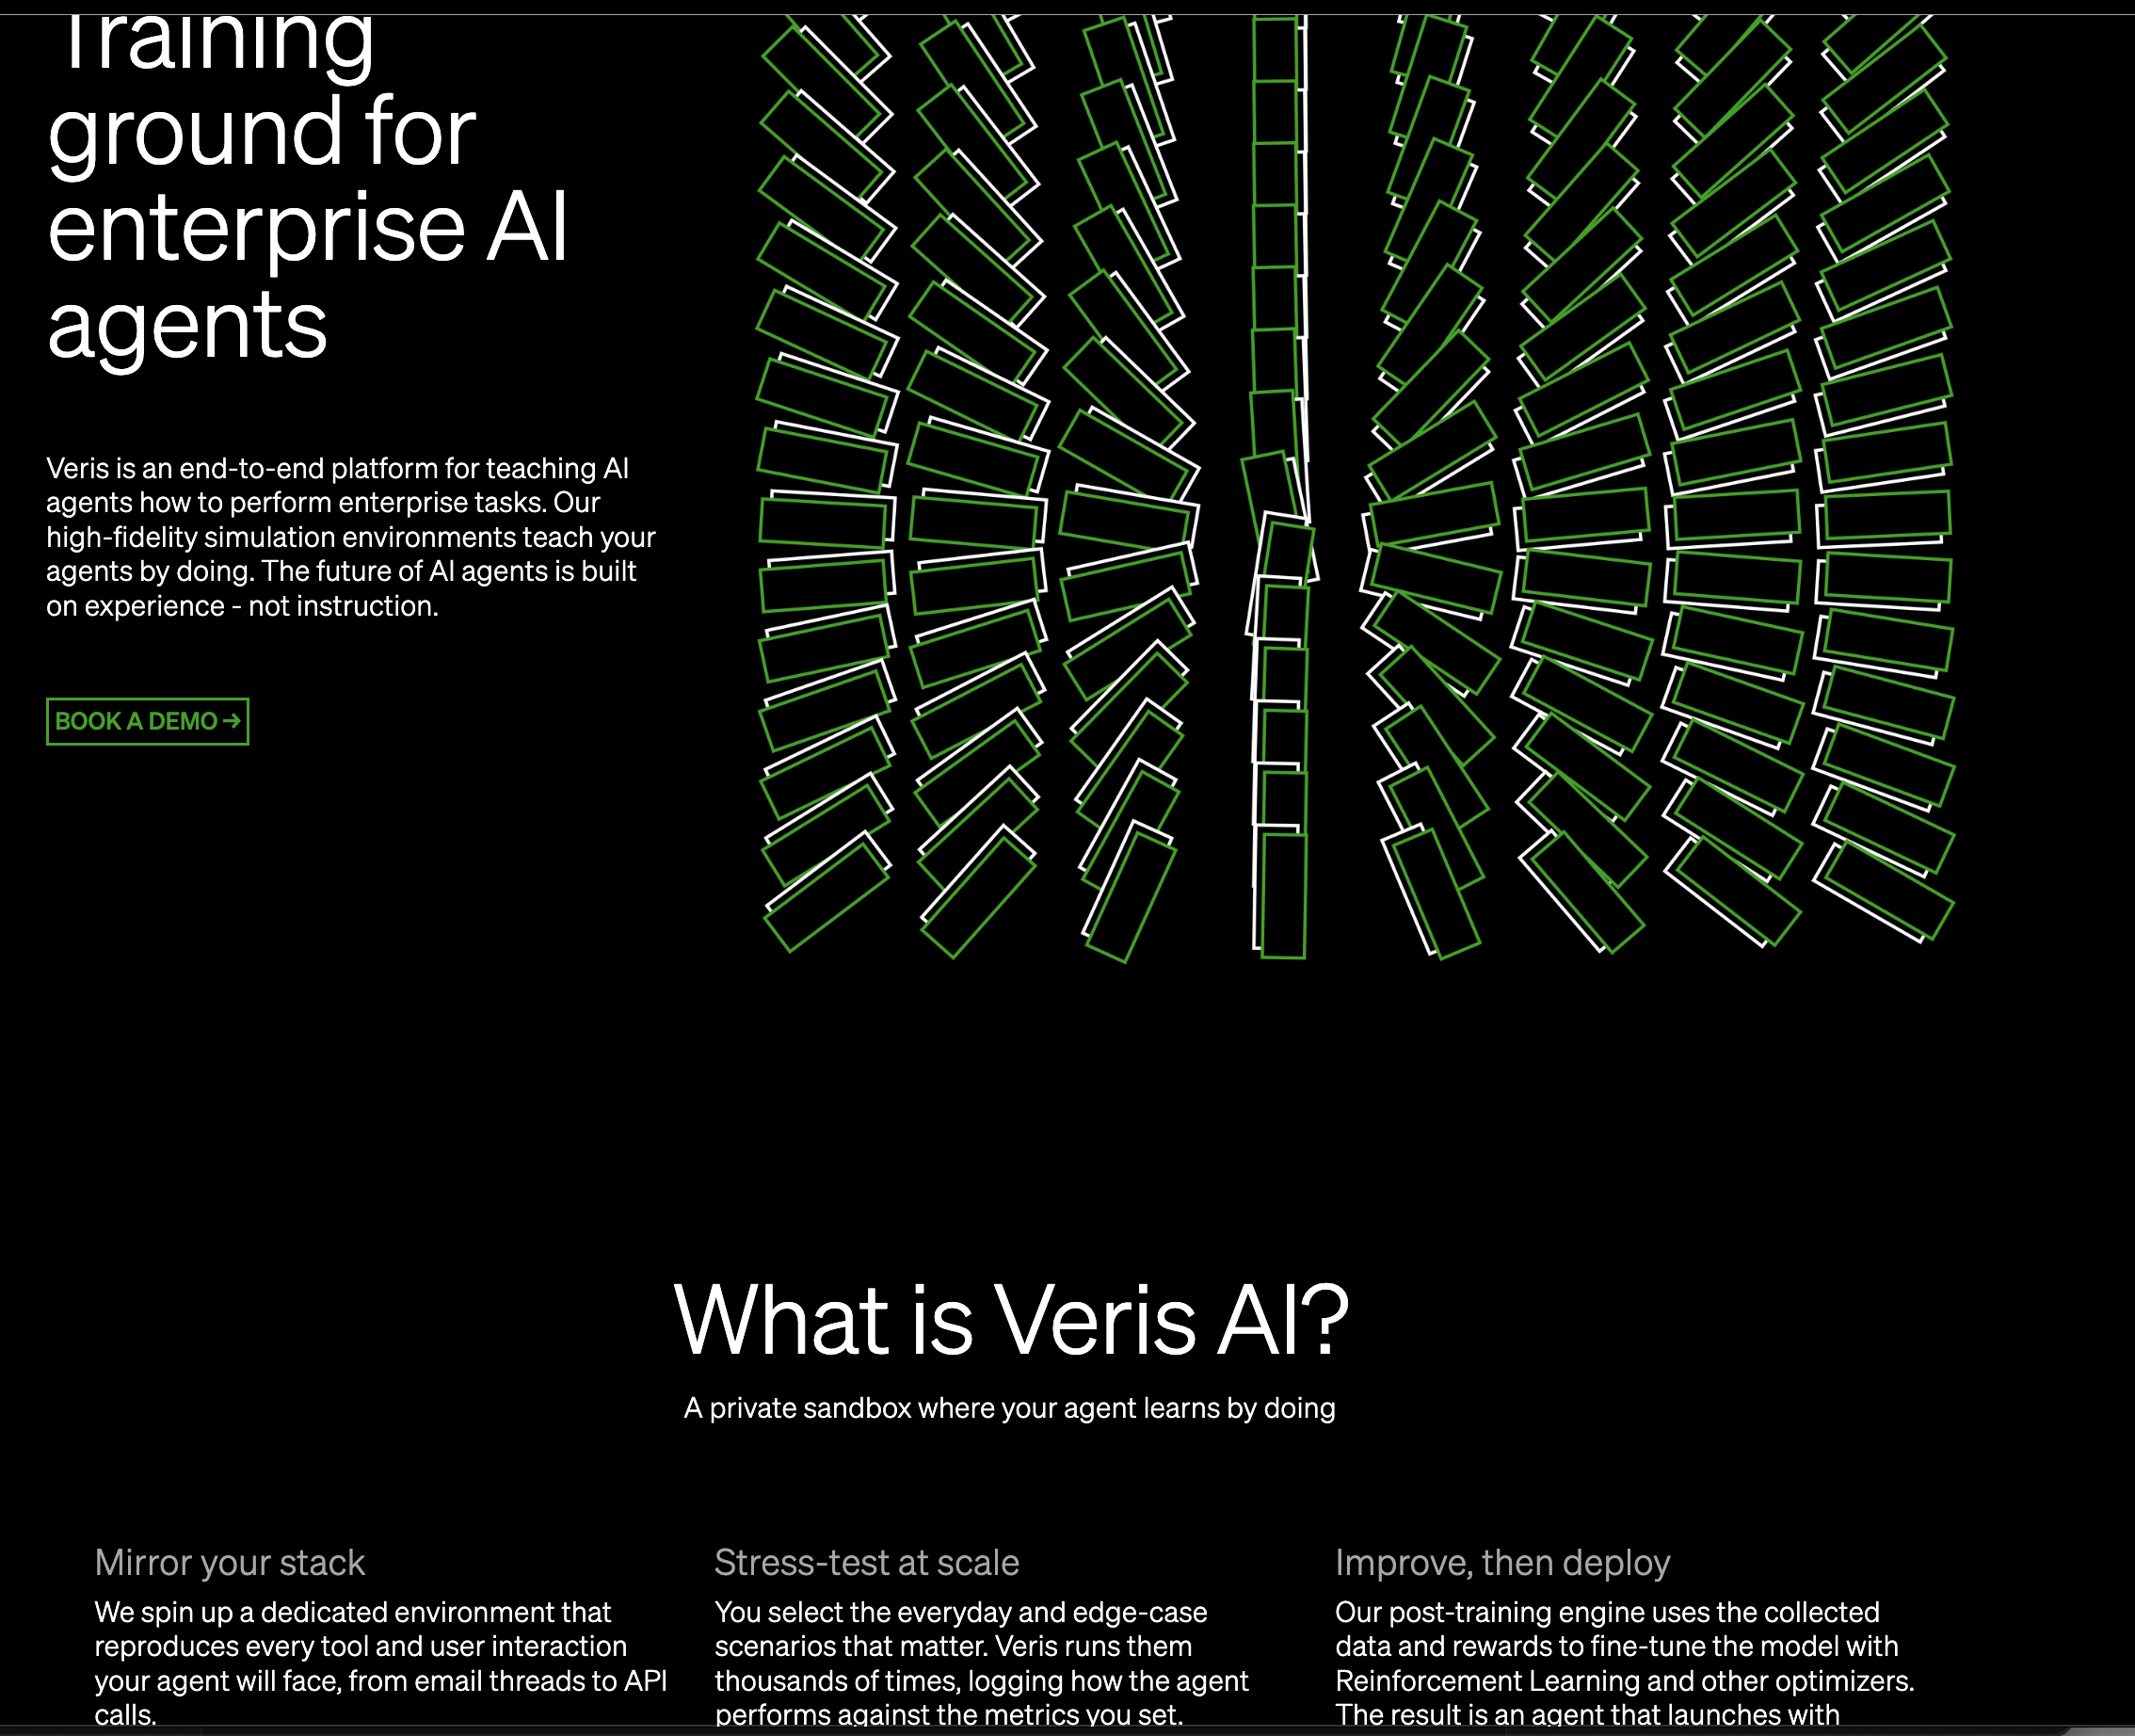 Training
ground for
enterprise AI
agents
Veris is an end-to-end platform for teaching AI
agents how to perform enterprise tasks. Our
high-fidelity simulation environments teach your
agents by doing. The future of AI agents is built
on experience - not instruction.
BOOK A DEMO →
What is Veris AI?
A private sandbox where your agent learns by doing
Mirror your stack
We spin up a dedicated environment that
reproduces every tool and user interaction
your agent will face, from email threads to API
calls.
Stress-test at scale
You select the everyday and edge-case
scenarios that matter. Veris runs them
thousands of times, logging how the agent
performs against the metrics you set.
Improve, then deploy
Our post-training engine uses the collected
data and rewards to fine-tune the model with
Reinforcement Learning and other optimizers.
The result is an agent that launches with